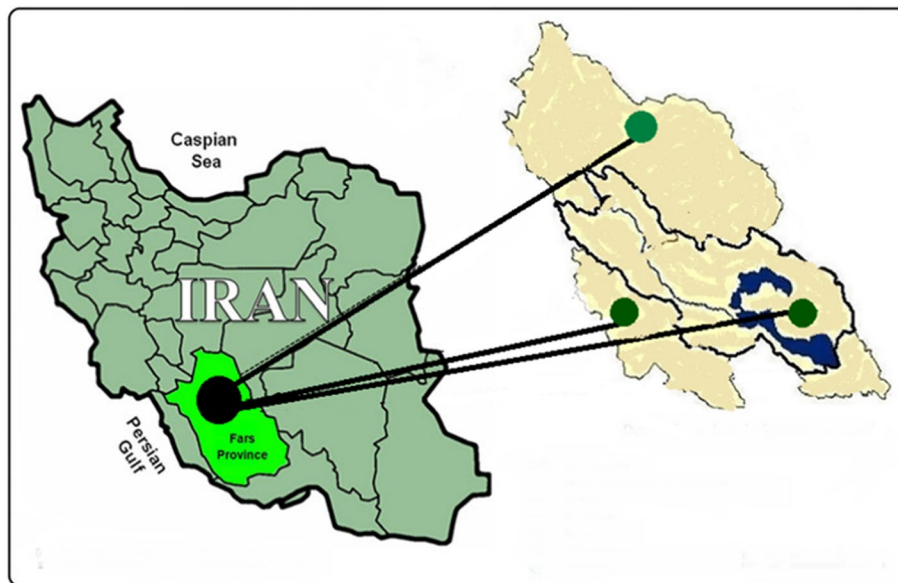 Caspian
Sea
IRAN
Fars
Province
Persian
Gulf